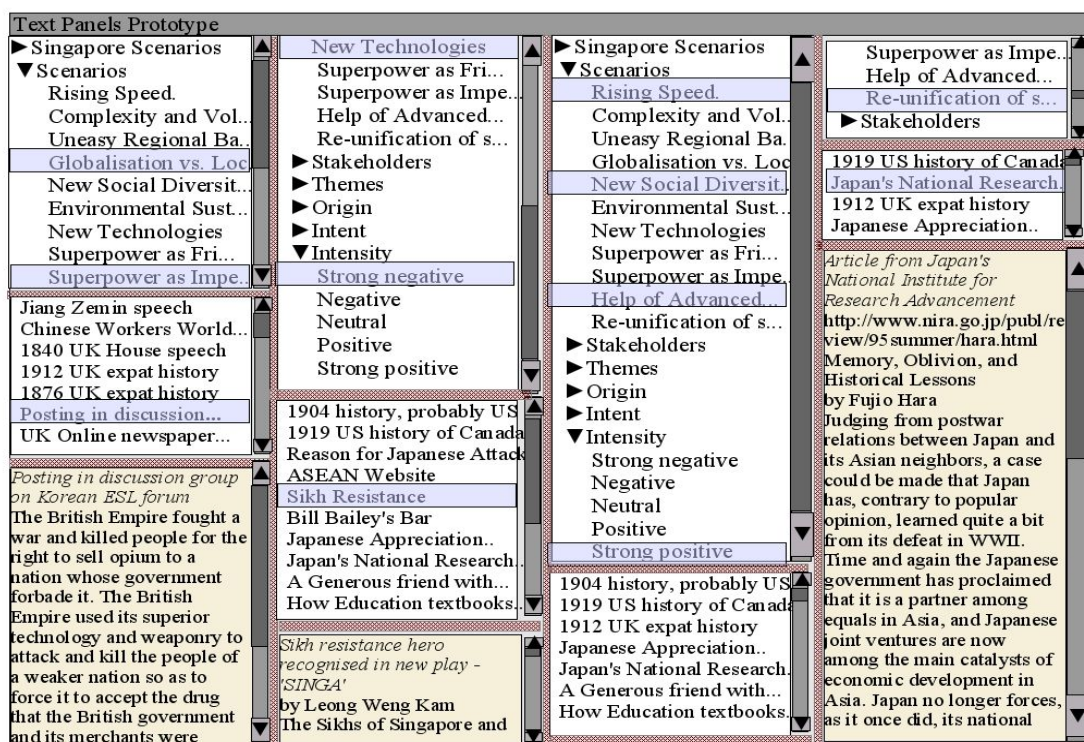 Text Panels Prototype
▶ Singapore Scenarios
▼ Scenarios
Rising Speed.
Complexity and Vol...
Uneasy Regional Ba..
Globalisation vs. Loc
New Social Diversit...
Environmental Sust...
New Technologies
Superpower as Fri...
Superpower as Impe..
Jiang Zemin speech
Chinese Workers World...
1840 UK House speech
1912 UK expat history
1876 UK expat history
Posting in discussion...
UK Online newspaper...
Posting in discussion group
on Korean ESL forum
The British Empire fought a
war and killed people for the
right to sell opium to a
nation whose government
forbade it. The British
Empire used its superior
technology and weaponry to
attack and kill the people of
a weaker nation so as to
force it to accept the drug
that the British government
and its merchants were
New Technologies
Superpower as Fri...
Superpower as Impe...
Help of Advanced...
Re-unification of s...
▶ Stakeholders
▶ Themes
▶ Origin
▶ Intent
▼ Intensity
Strong negative
Negative
Neutral
Positive
Strong positive
1904 history, probably US
1919 US history of Canada
Reason for Japanese Attack
ASEAN Website
Sikh Resistance
Bill Bailey's Bar
Japanese Appreciation..
Japan's National Research.
A Generous friend with...
How Education textbooks..
Sikh resistance hero
recognised in new play -
'SINGA'
by Leong Weng Kam
The Sikhs of Singapore and
▶ Singapore Scenarios
▼ Scenarios
Rising Speed.
Complexity and Vol...
Uneasy Regional Ba..
Globalisation vs. Loc
New Social Diversit..
Environmental Sust...
New Technologies
Superpower as Fri...
Superpower as Impe..
Help of Advanced...
Re-unification of s...
▶ Stakeholders
▶ Themes
▶ Origin
▶ Intent
▼ Intensity
Strong negative
Negative
Neutral
Positive
Strong positive
1904 history, probably US
1919 US history of Canada
1912 UK expat history
Japanese Appreciation..
Japan's National Research.
A Generous friend with...
How Education textbooks.
Superpower as Impe...
Help of Advanced...
Re-unification of s...
▶ Stakeholders
1919 US history of Canada
Japan's National Research.
1912 UK expat history
Japanese Appreciation..
Article from Japan's
National Institute for
Research Advancement
http://www.nira.go.jp/publ/re
view/95summer/hara.html
Memory, Oblivion, and
Historical Lessons
by Fujio Hara
Judging from postwar
relations between Japan and
its Asian neighbors, a case
could be made that Japan
has, contrary to popular
opinion, learned quite a bit
from its defeat in WWII.
Time and again the Japanese
government has proclaimed
that it is a partner among
equals in Asia, and Japanese
joint ventures are now
among the main catalysts of
economic development in
Asia. Japan no longer forces,
as it once did, its national